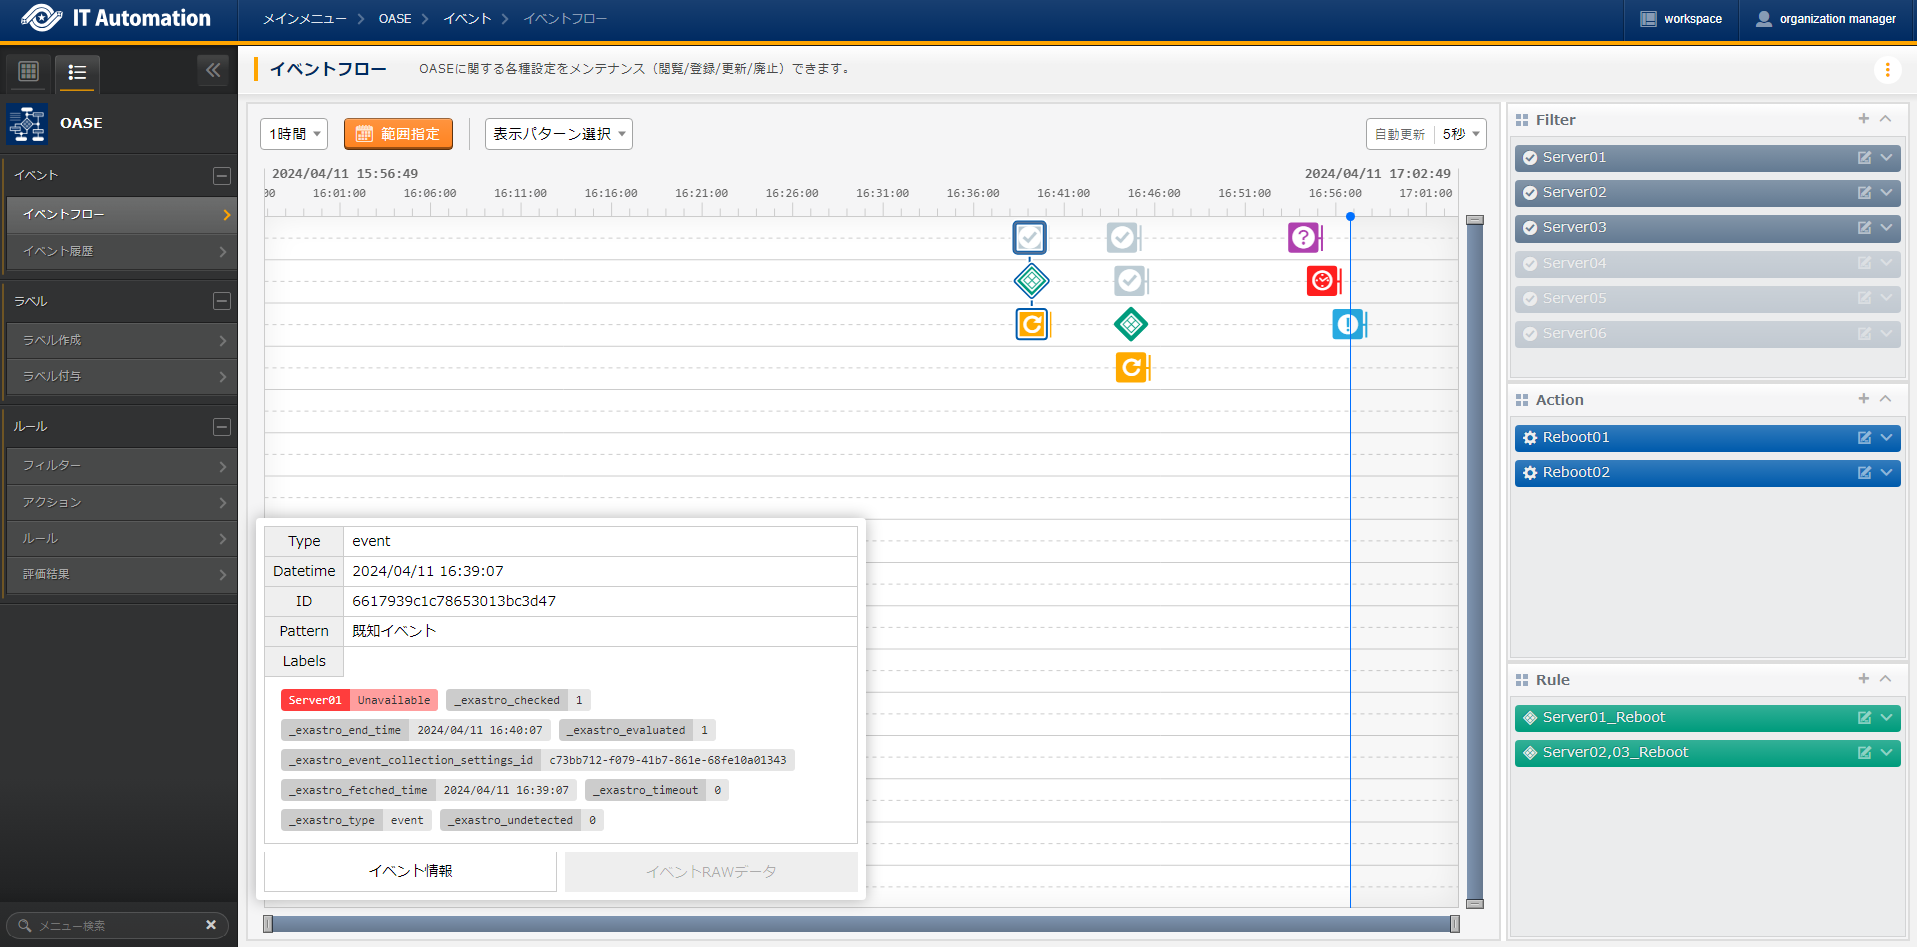 IT Automation
メインメニュー
OASE
イベント
イベントフロー
workspace
organization manager
OASE
イベント
イベントフロー
イベント履歴
ラベル
ラベル作成
ラベル付与
ルール
フィルター
アクション
ルール
評価結果
メニュー検索
イベントフロー
OASEに関する各種設定をメンテナンス（閲覧/登録/更新/廃止）できます。
1時間
範囲指定
表示パターン選択
自動更新
5秒
2024/04/11 15:56:49
2024/04/11 17:02:49
16:01:00 16:06:00 16:11:00 16:16:00 16:21:00 16:26:00 16:31:00 16:36:00 16:41:00 16:46:00 16:51:00 16:56:00 17:01:00
Type event
Datetime 2024/04/11 16:39:07
ID 6617939c1c78653013bc3d47
Pattern 既知イベント
Labels
Server01 Unavailable _exastro_checked 1
_exastro_end_time 2024/04/11 16:40:07 _exastro_evaluated 1
_exastro_event_collection_settings_id c73bb712-f079-41b7-861e-68fe10a01343
_exastro_fetched_time 2024/04/11 16:39:07 _exastro_timeout 0
_exastro_type event _exastro_undetected 0
イベント情報
イベントRAWデータ
Filter
Server01
Server02
Server03
Server04
Server05
Server06
Action
Reboot01
Reboot02
Rule
Server01_Reboot
Server02,03_Reboot